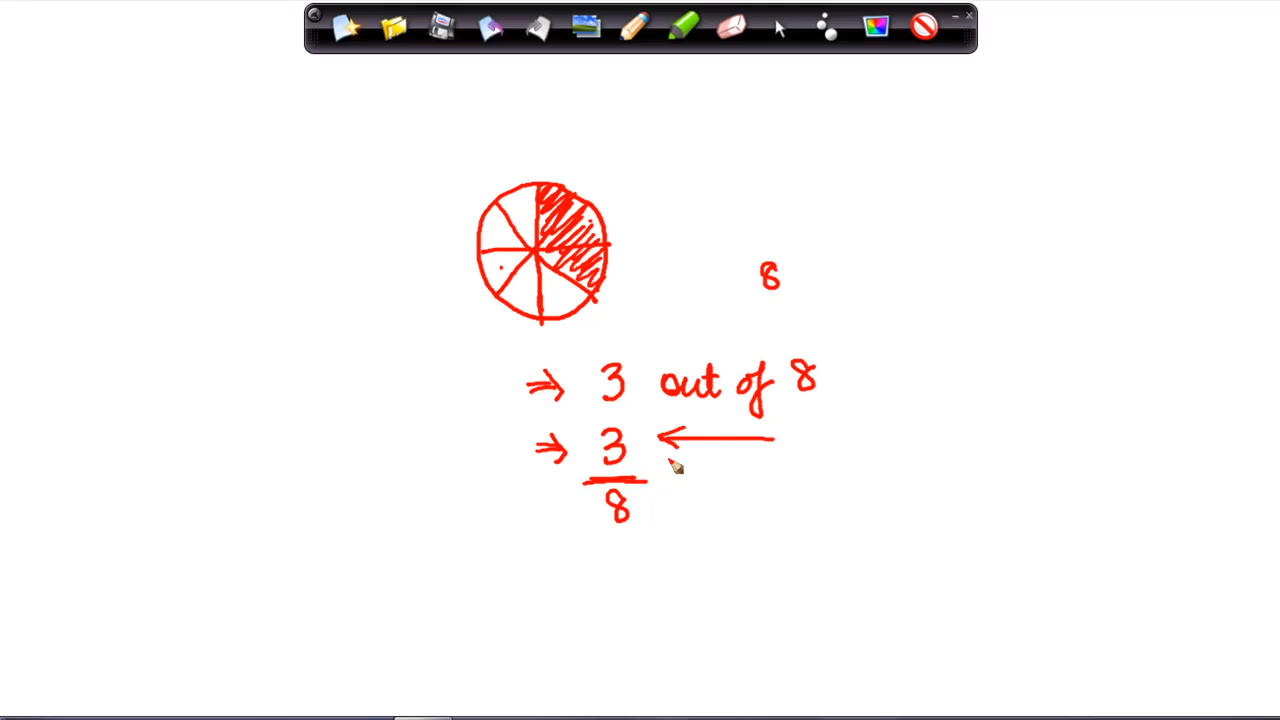 8
⇒ 3 out of 8
⇒ 3
8